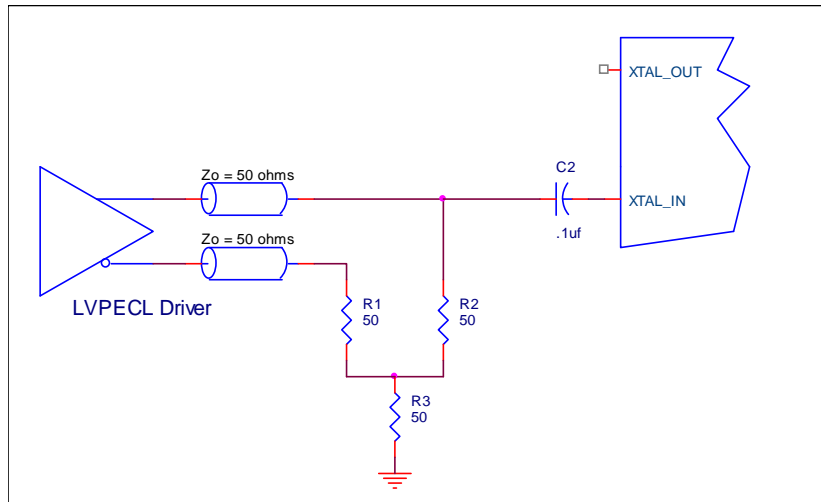 XTAL_OUT
C2
Zo = 50 ohms
XTAL_IN
.1uf
Zo = 50 ohms
LVPECL Driver
R1
50
R2
50
R3
50